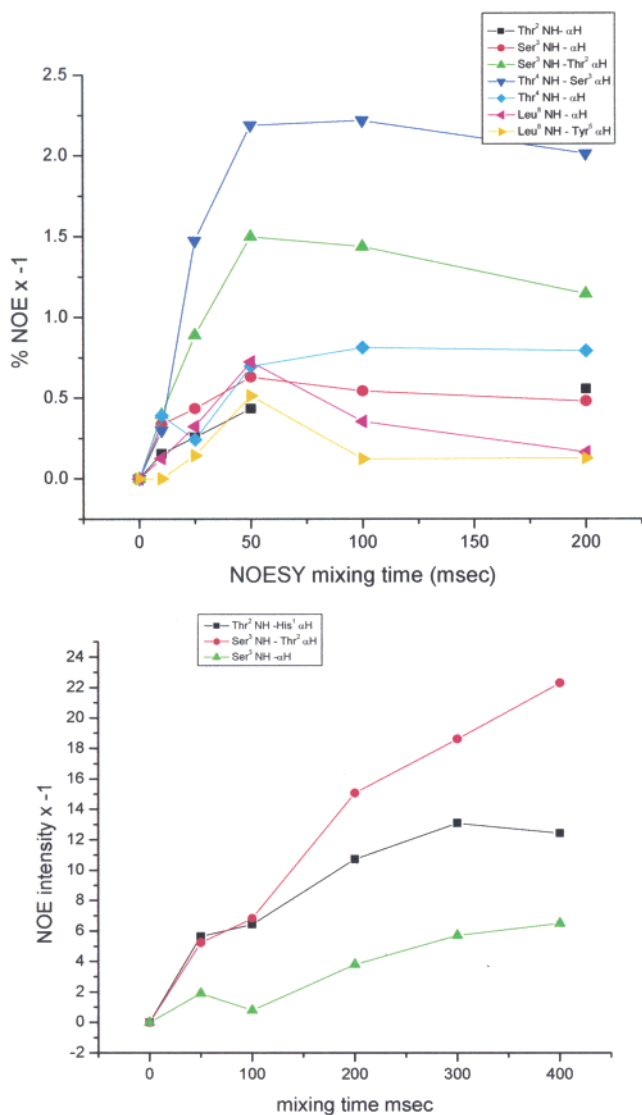 Thr² NH- αH
Ser³ NH - αH
Ser³ NH -Thr² αH
Thr⁴ NH - Ser³ αH
Thr⁴ NH - αH
Leu⁸ NH - αH
Leu⁸ NH - Tyr⁵ αH
% NOE x -1
2.5
2.0
1.5
1.0
0.5
0.0
0 50 100 150 200
NOESY mixing time (msec)
Thr² NH -His¹ αH
Ser³ NH - Thr² αH
Ser³ NH -αH
NOE intensity x -1
24
22
20
18
16
14
12
10
8
6
4
2
0
-2
0 100 200 300 400
mixing time msec